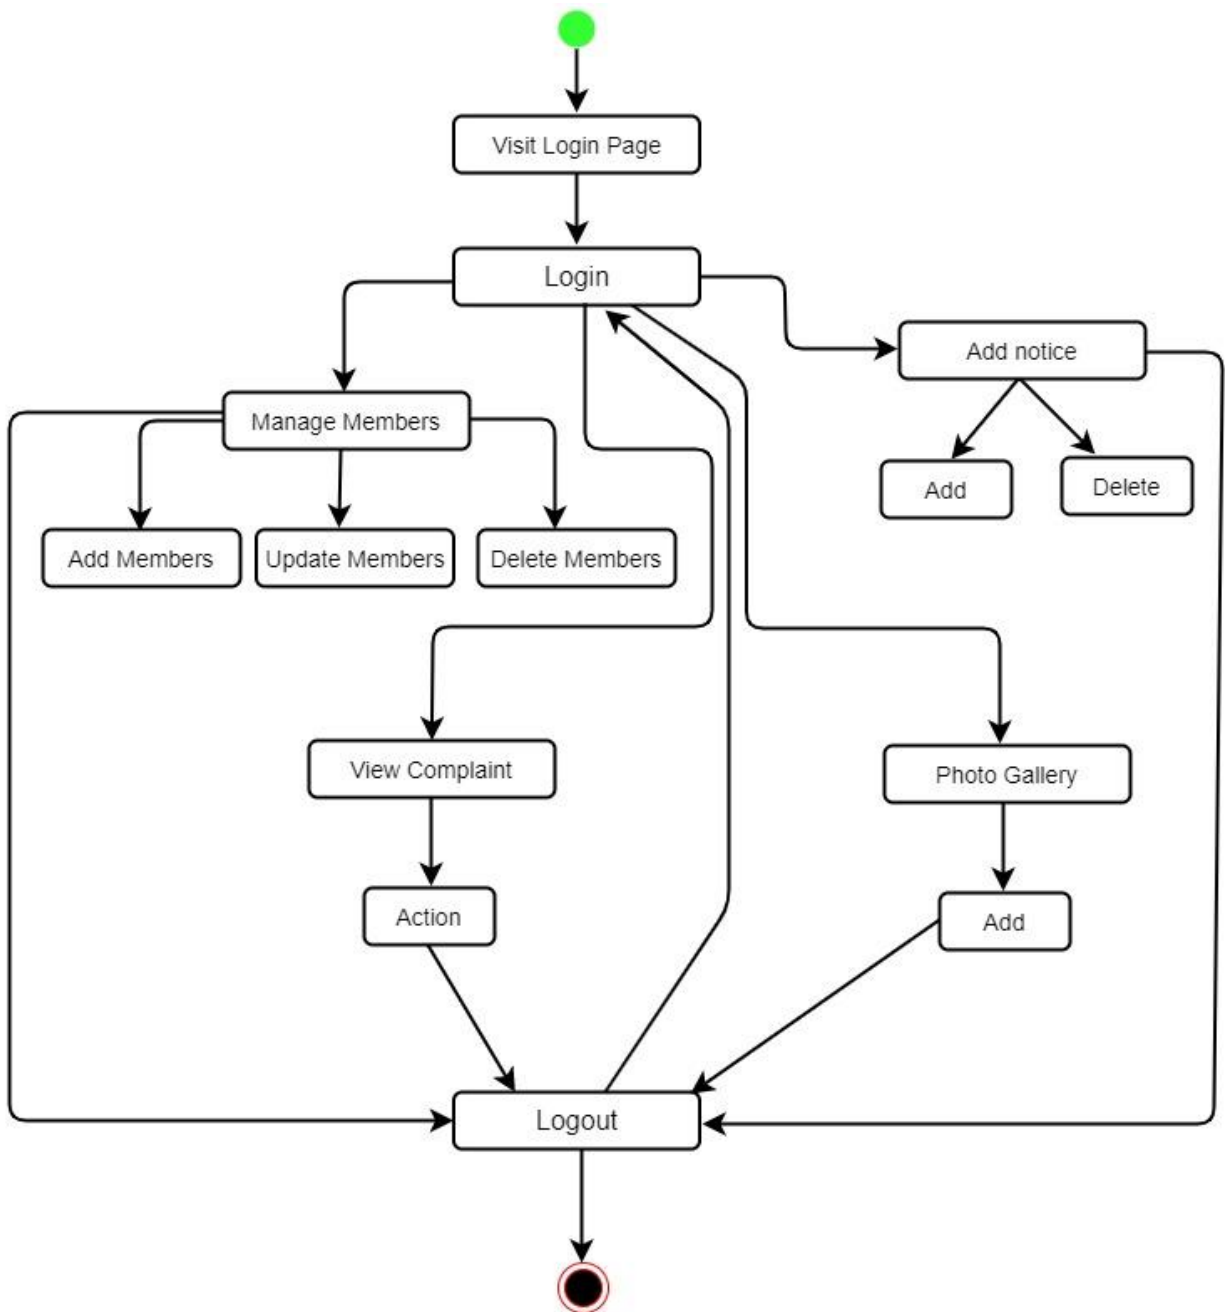 Visit Login Page
Login
Add notice
Manage Members
Add
Delete
Add Members
Update Members
Delete Members
View Complaint
Photo Gallery
Action
Add
Logout